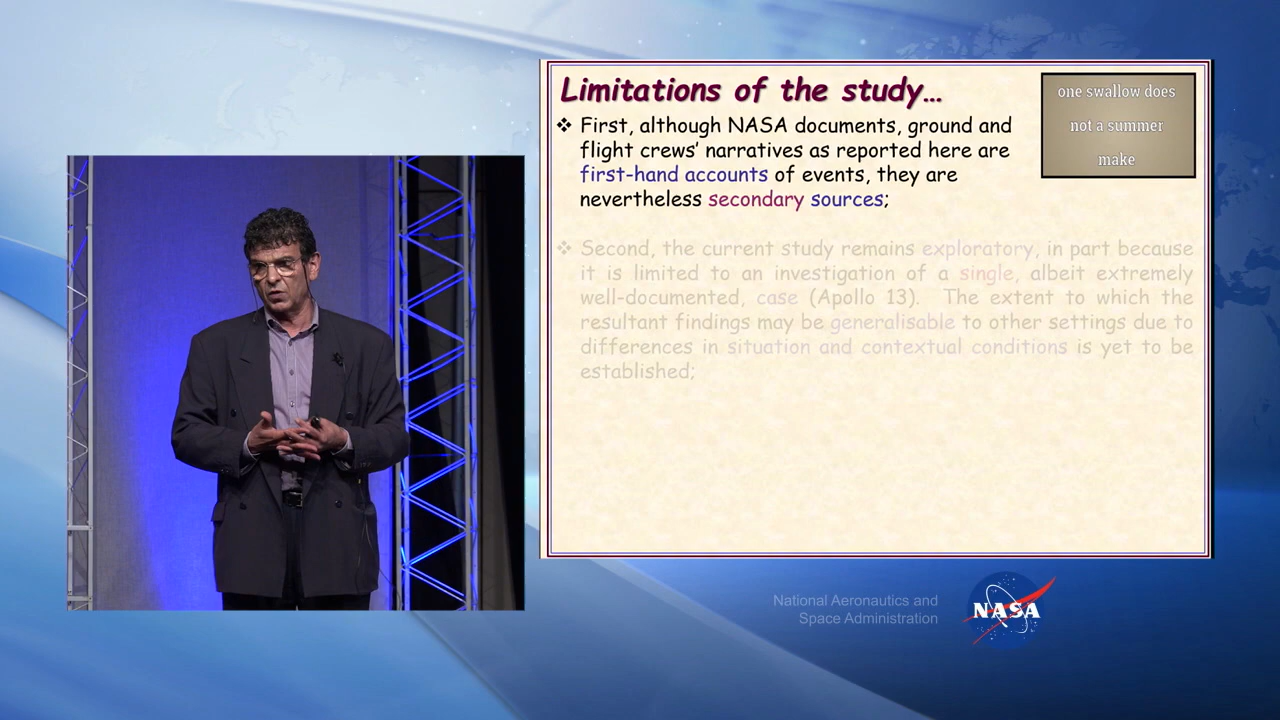 Limitations of the study…
one swallow does
not a summer
make
❖ First, although NASA documents, ground and
flight crews’ narratives as reported here are
first-hand accounts of events, they are
nevertheless secondary sources;
❖ Second, the current study remains exploratory, in part because
it is limited to an investigation of a single, albeit extremely
well-documented, case (Apollo 13). The extent to which the
resultant findings may be generalisable to other settings due to
differences in situation and contextual conditions is yet to be
established;
National Aeronautics and
Space Administration
NASA